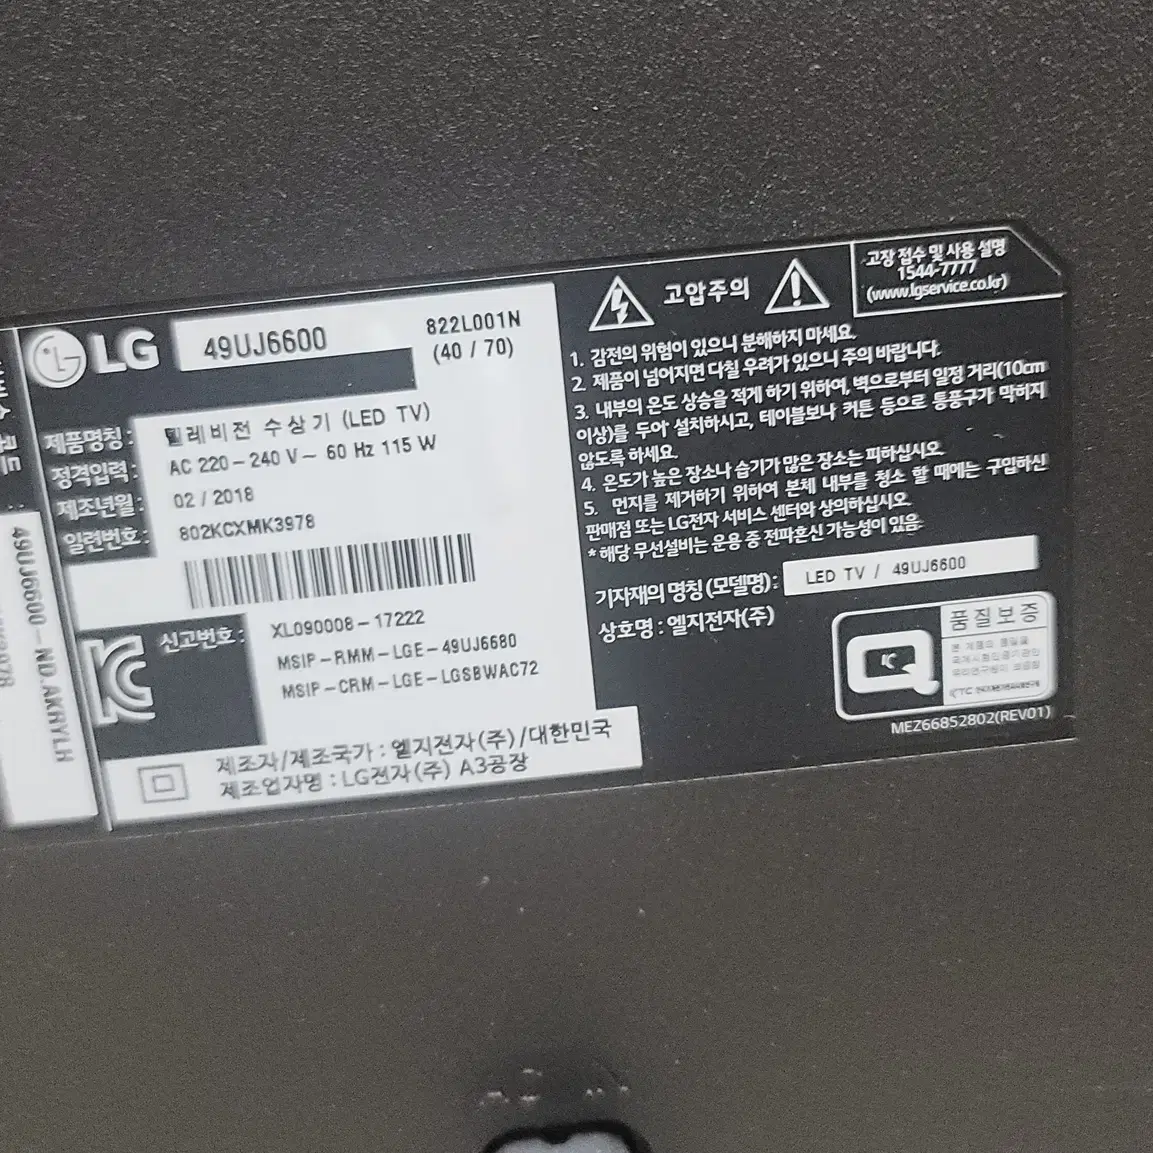 LG
49UJ6600
822L001N
(40 / 70)
제품명칭 : 텔레비전 수상기 (LED TV)
정격입력 : AC 220 - 240 V ~ 60 Hz 115 W
제조년월 : 02 / 2018
일련번호 : 802KCXMK3978
신고번호 : XL090008 - 17222
MSIP-RMM-LGE-49UJ6680
MSIP-CRM-LGE-LGSBWAC72
제조자/제조국가 : 엘지전자(주)/대한민국
제조업자명 : LG전자(주) A3공장
고압주의
고장 접수 및 사용 설명
1544-7777
(www.lgservice.co.kr)
1. 감전의 위험이 있으니 분해하지 마세요.
2. 제품이 넘어지면 다칠 우려가 있으니 주의 바랍니다.
3. 내부의 온도 상승을 적게 하기 위하여, 벽으로부터 일정 거리(10cm
이상)를 두어 설치하시고, 테이블보나 커튼 등으로 통풍구가 막히지
않도록 하세요.
4. 온도가 높은 장소나 습기가 많은 장소는 피하십시오.
5. 먼지를 제거하기 위하여 본체 내부를 청소 할 때에는 구입하신
판매점 또는 LG전자 서비스 센터와 상의하십시오.
* 해당 무선설비는 운용 중 전파혼신 가능성이 있음
기자재의 명칭(모델명): LED TV / 49UJ6600
상호명 : 엘지전자(주)
품질보증
MEZ66852802(REV01)
49UJ6600-ND.AKRYLH